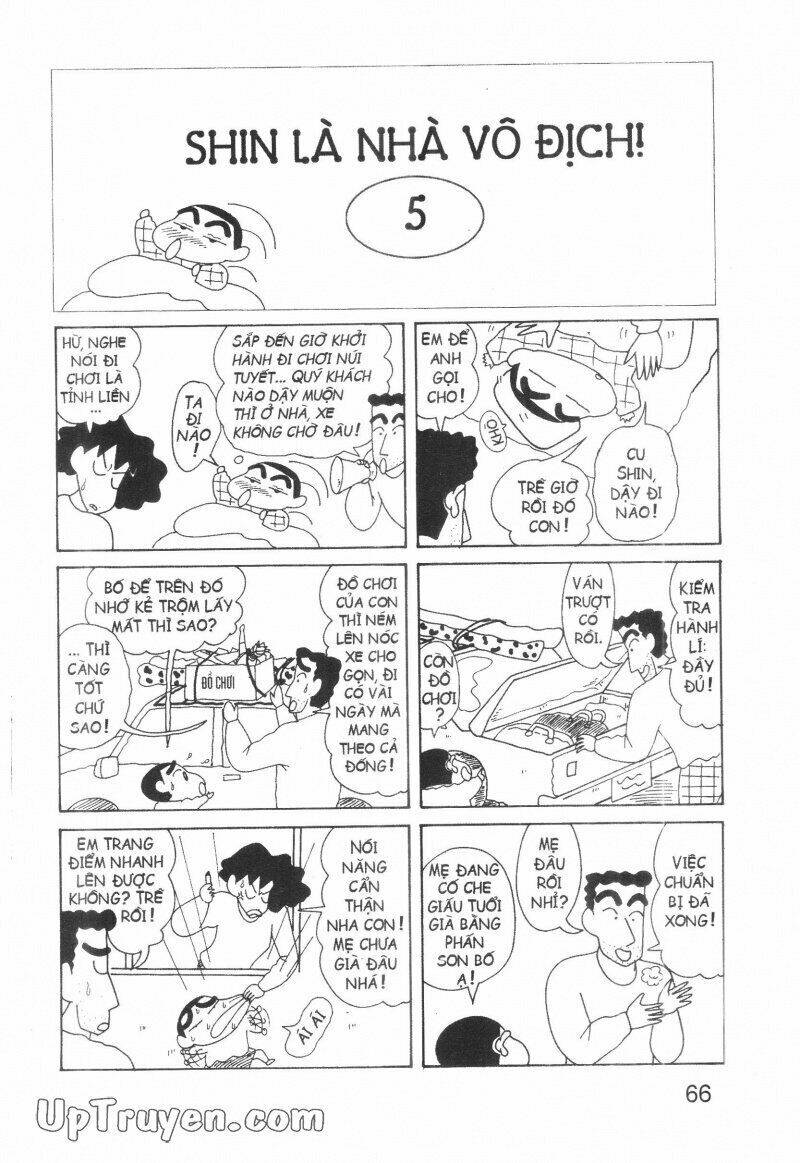 SHIN LÀ NHÀ VÔ ĐỊCH!
5
CU
SHIN,
DẬY ĐI
NÀO!
TRỄ GIỜ
RỒI ĐÓ
CON!
KHÒ
EM ĐỂ
ANH
GỌI
CHO!
SẮP ĐẾN GIỜ KHỞI
HÀNH ĐI CHƠI NÚI
TUYẾT... QUÝ KHÁCH
NÀO DẬY MUỘN
THÌ Ở NHÀ, XE
KHÔNG CHỜ ĐÂU!
TA
ĐI
NÀO!
HỪ, NGHE
NÓI ĐI
CHƠI LÀ
TỈNH LIỀN
...
KIỂM
TRA
HÀNH
LÍ:
ĐẦY
ĐỦ!
VÁN
TRƯỢT
CÓ
RỒI.
CÒN
ĐỒ
CHƠI
?
ĐỒ CHƠI
CỦA CON
THÌ NÉM
LÊN NÓC
XE CHO
GỌN, ĐI
CÓ VÀI
NGÀY MÀ
MANG
THEO CẢ
ĐỐNG!
ĐỒ CHƠI
BỐ ĐỂ TRÊN ĐÓ
NHỠ KẺ TRỘM LẤY
MẤT THÌ SAO?
... THÌ
CÀNG
TỐT
CHỨ
SAO!
VIỆC
CHUẨN
BỊ ĐÃ
XONG!
MẸ
ĐÂU
RỒI
NHỈ?
MẸ ĐANG
CỐ CHE
GIẤU TUỔI
GIÀ BẰNG
PHẤN
SON BỐ
Ạ!
NÓI
NĂNG
CẨN
THẬN
NHA CON!
MẸ CHƯA
GIÀ ĐÂU
NHÁ!
ÁI ÁI
EM TRANG
ĐIỂM NHANH
LÊN ĐƯỢC
KHÔNG? TRỄ
RỒI!
66
UpTruyen.com